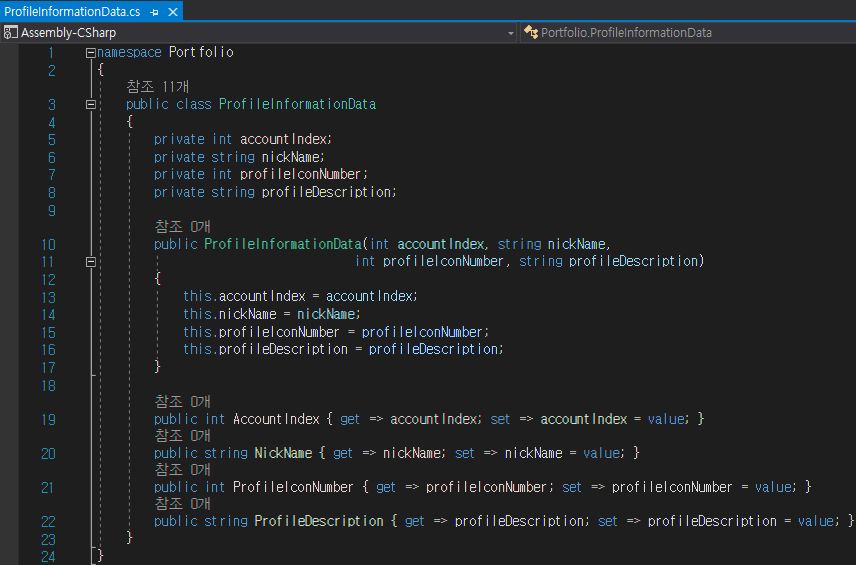 ProfileInformationData.cs
Assembly-CSharp
Portfolio.ProfileInformationData
1 namespace Portfolio
2 {
참조 11개
3 public class ProfileInformationData
4 {
5 private int accountIndex;
6 private string nickName;
7 private int profileIconNumber;
8 private string profileDescription;
9
참조 0개
10 public ProfileInformationData(int accountIndex, string nickName,
11 int profileIconNumber, string profileDescription)
12 {
13 this.accountIndex = accountIndex;
14 this.nickName = nickName;
15 this.profileIconNumber = profileIconNumber;
16 this.profileDescription = profileDescription;
17 }
18
참조 0개
19 public int AccountIndex { get => accountIndex; set => accountIndex = value; }
참조 0개
20 public string NickName { get => nickName; set => nickName = value; }
참조 0개
21 public int ProfileIconNumber { get => profileIconNumber; set => profileIconNumber = value; }
참조 0개
22 public string ProfileDescription { get => profileDescription; set => profileDescription = value; }
23 }
24 }